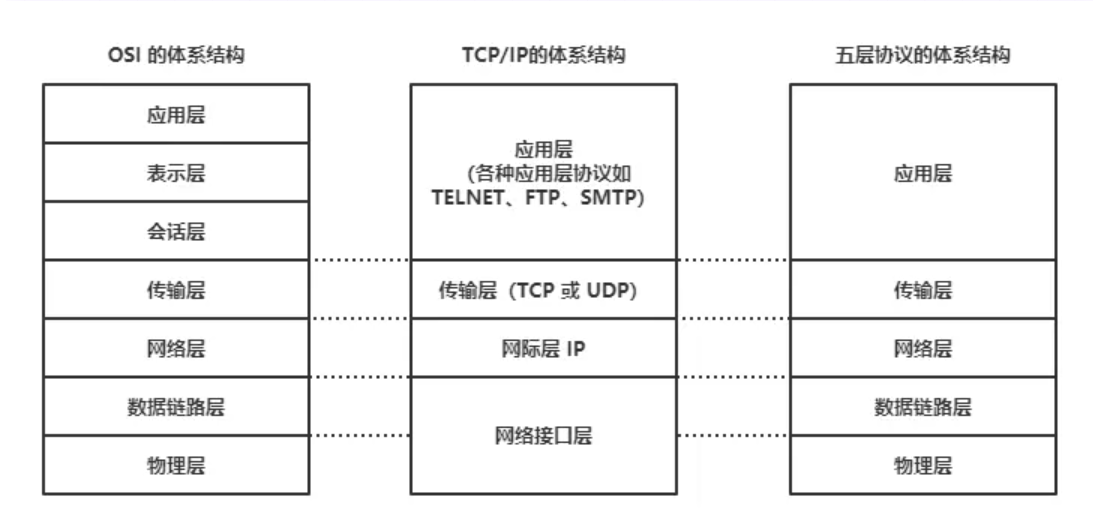 OSI 的体系结构
应用层
表示层
会话层
传输层
网络层
数据链路层
物理层
TCP/IP的体系结构
应用层
(各种应用层协议如
TELNET、FTP、SMTP)
传输层（TCP 或 UDP）
网际层 IP
网络接口层
五层协议的体系结构
应用层
传输层
网络层
数据链路层
物理层